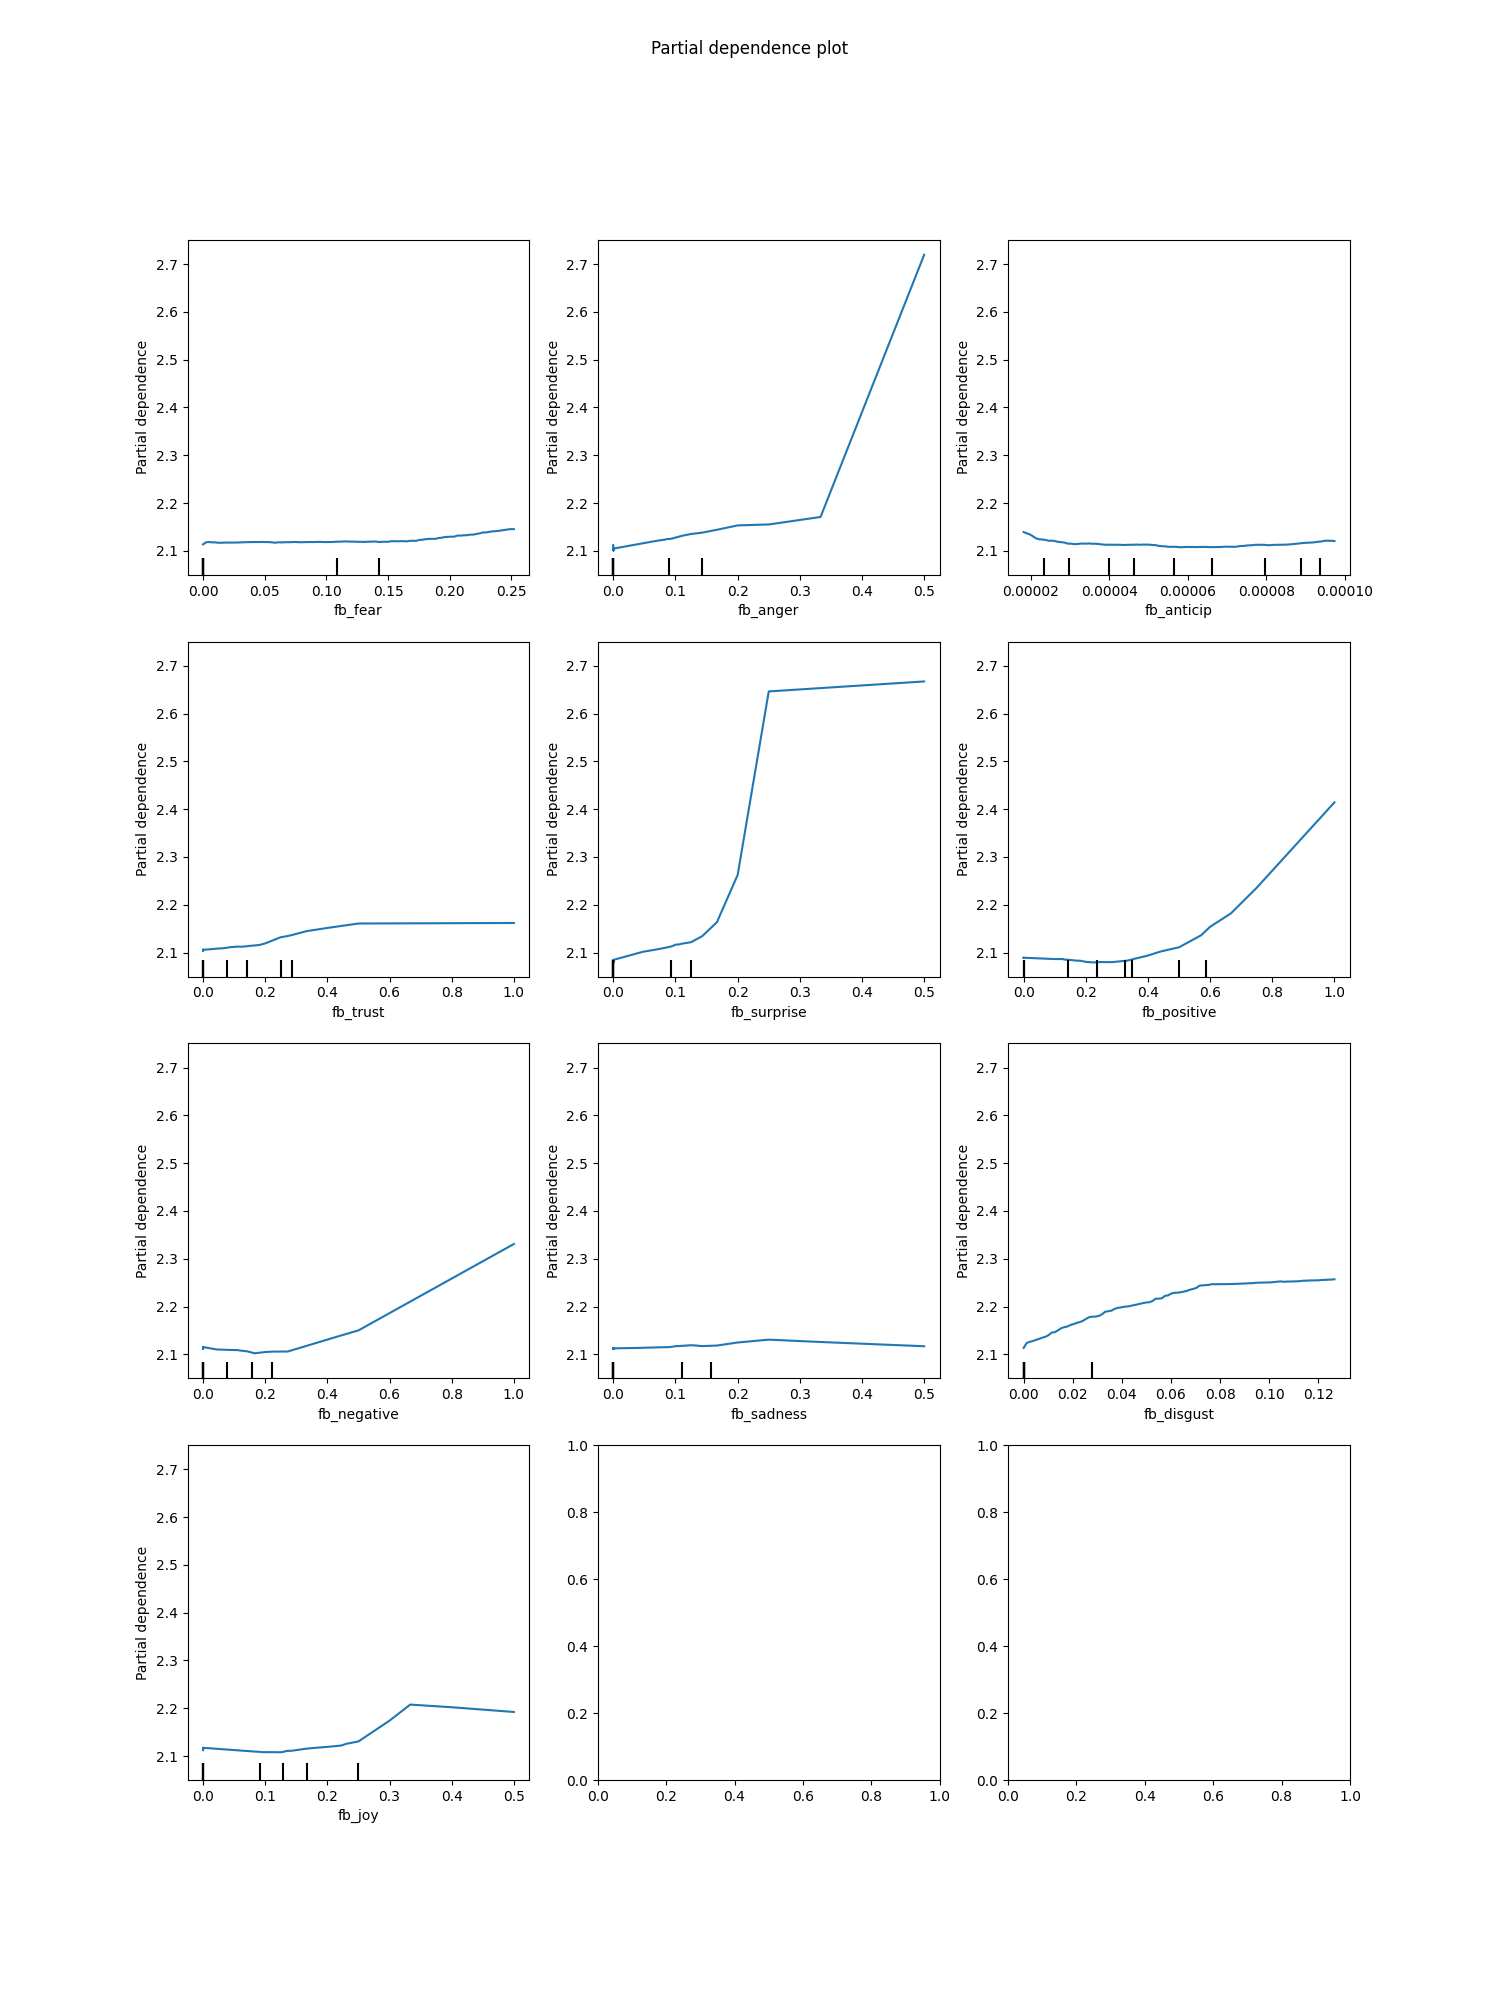 Partial dependence plot
2.7 2.7 2.7
2.6 2.6 2.6
2.5 2.5 2.5
Partial dependence Partial dependence Partial dependence
2.4 2.4 2.4
2.3 2.3 2.3
2.2 2.2 2.2
2.1 2.1 2.1
0.00 0.05 0.10 0.15 0.20 0.25 0.0 0.1 0.2 0.3 0.4 0.5 0.00002 0.00004 0.00006 0.00008 0.00010
fb_fear fb_anger fb_anticip
2.7 2.7 2.7
2.6 2.6 2.6
2.5 2.5 2.5
Partial dependence Partial dependence Partial dependence
2.4 2.4 2.4
2.3 2.3 2.3
2.2 2.2 2.2
2.1 2.1 2.1
0.0 0.2 0.4 0.6 0.8 1.0 0.0 0.1 0.2 0.3 0.4 0.5 0.0 0.2 0.4 0.6 0.8 1.0
fb_trust fb_surprise fb_positive
2.7 2.7 2.7
2.6 2.6 2.6
2.5 2.5 2.5
Partial dependence Partial dependence Partial dependence
2.4 2.4 2.4
2.3 2.3 2.3
2.2 2.2 2.2
2.1 2.1 2.1
0.0 0.2 0.4 0.6 0.8 1.0 0.0 0.1 0.2 0.3 0.4 0.5 0.00 0.02 0.04 0.06 0.08 0.10 0.12
fb_negative fb_sadness fb_disgust
1.0 1.0
2.7
2.6
0.8 0.8
2.5
Partial dependence
2.4
0.6 0.6
2.3
0.4 0.4
2.2
0.2 0.2
2.1
0.0 0.0
0.0 0.1 0.2 0.3 0.4 0.5 0.0 0.2 0.4 0.6 0.8 1.0 0.0 0.2 0.4 0.6 0.8 1.0
fb_joy